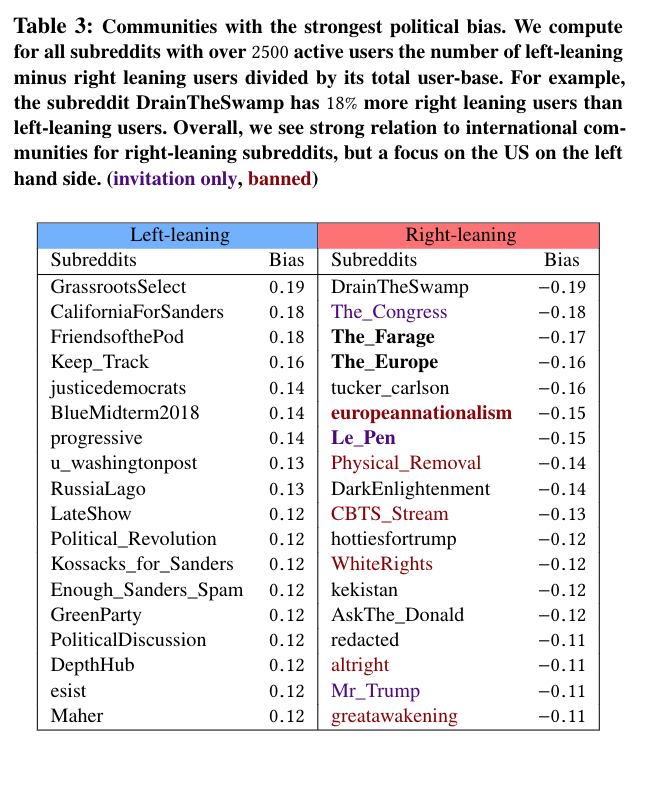 Table 3: Communities with the strongest political bias. We compute
for all subreddits with over 2500 active users the number of left-leaning
minus right leaning users divided by its total user-base. For example,
the subreddit DrainTheSwamp has 18% more right leaning users than
left-leaning users. Overall, we see strong relation to international com-
munities for right-leaning subreddits, but a focus on the US on the left
hand side. (invitation only, banned)
Left-leaning Right-leaning
Subreddits Bias Subreddits Bias
GrassrootsSelect 0.19 DrainTheSwamp −0.19
CaliforniaForSanders 0.18 The_Congress −0.18
FriendsofthePod 0.18 The_Farage −0.17
Keep_Track 0.16 The_Europe −0.16
justicedemocrats 0.14 tucker_carlson −0.16
BlueMidterm2018 0.14 europeannationalism −0.15
progressive 0.14 Le_Pen −0.15
u_washingtonpost 0.13 Physical_Removal −0.14
RussiaLago 0.13 DarkEnlightenment −0.14
LateShow 0.12 CBTS_Stream −0.13
Political_Revolution 0.12 hottiesfortrump −0.12
Kossacks_for_Sanders 0.12 WhiteRights −0.12
Enough_Sanders_Spam 0.12 kekistan −0.12
GreenParty 0.12 AskThe_Donald −0.12
PoliticalDiscussion 0.12 redacted −0.11
DepthHub 0.12 altright −0.11
esist 0.12 Mr_Trump −0.11
Maher 0.12 greatawakening −0.11